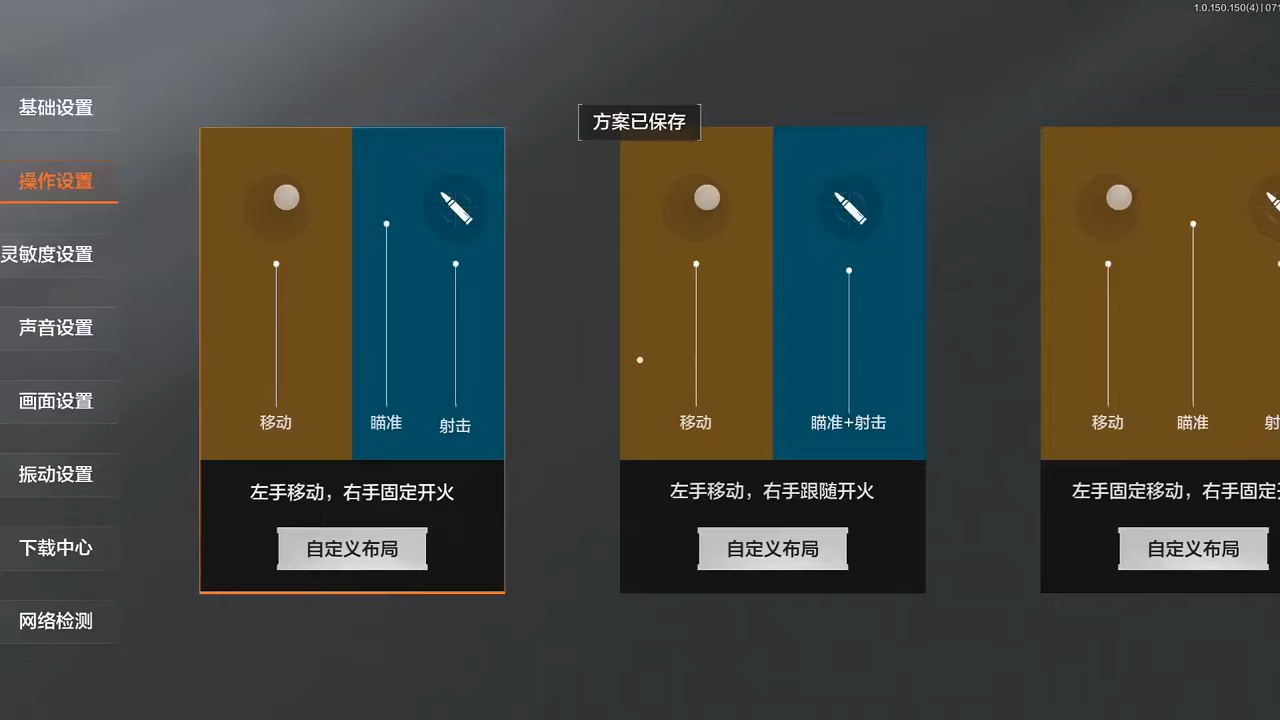 1.0.150.150(4) | 071
基础设置
操作设置
灵敏度设置
声音设置
画面设置
振动设置
下载中心
网络检测
方案已保存
移动
瞄准
射击
左手移动，右手固定开火
自定义布局
移动
瞄准+射击
左手移动，右手跟随开火
自定义布局
移动
瞄准
射
左手固定移动，右手固定
自定义布局